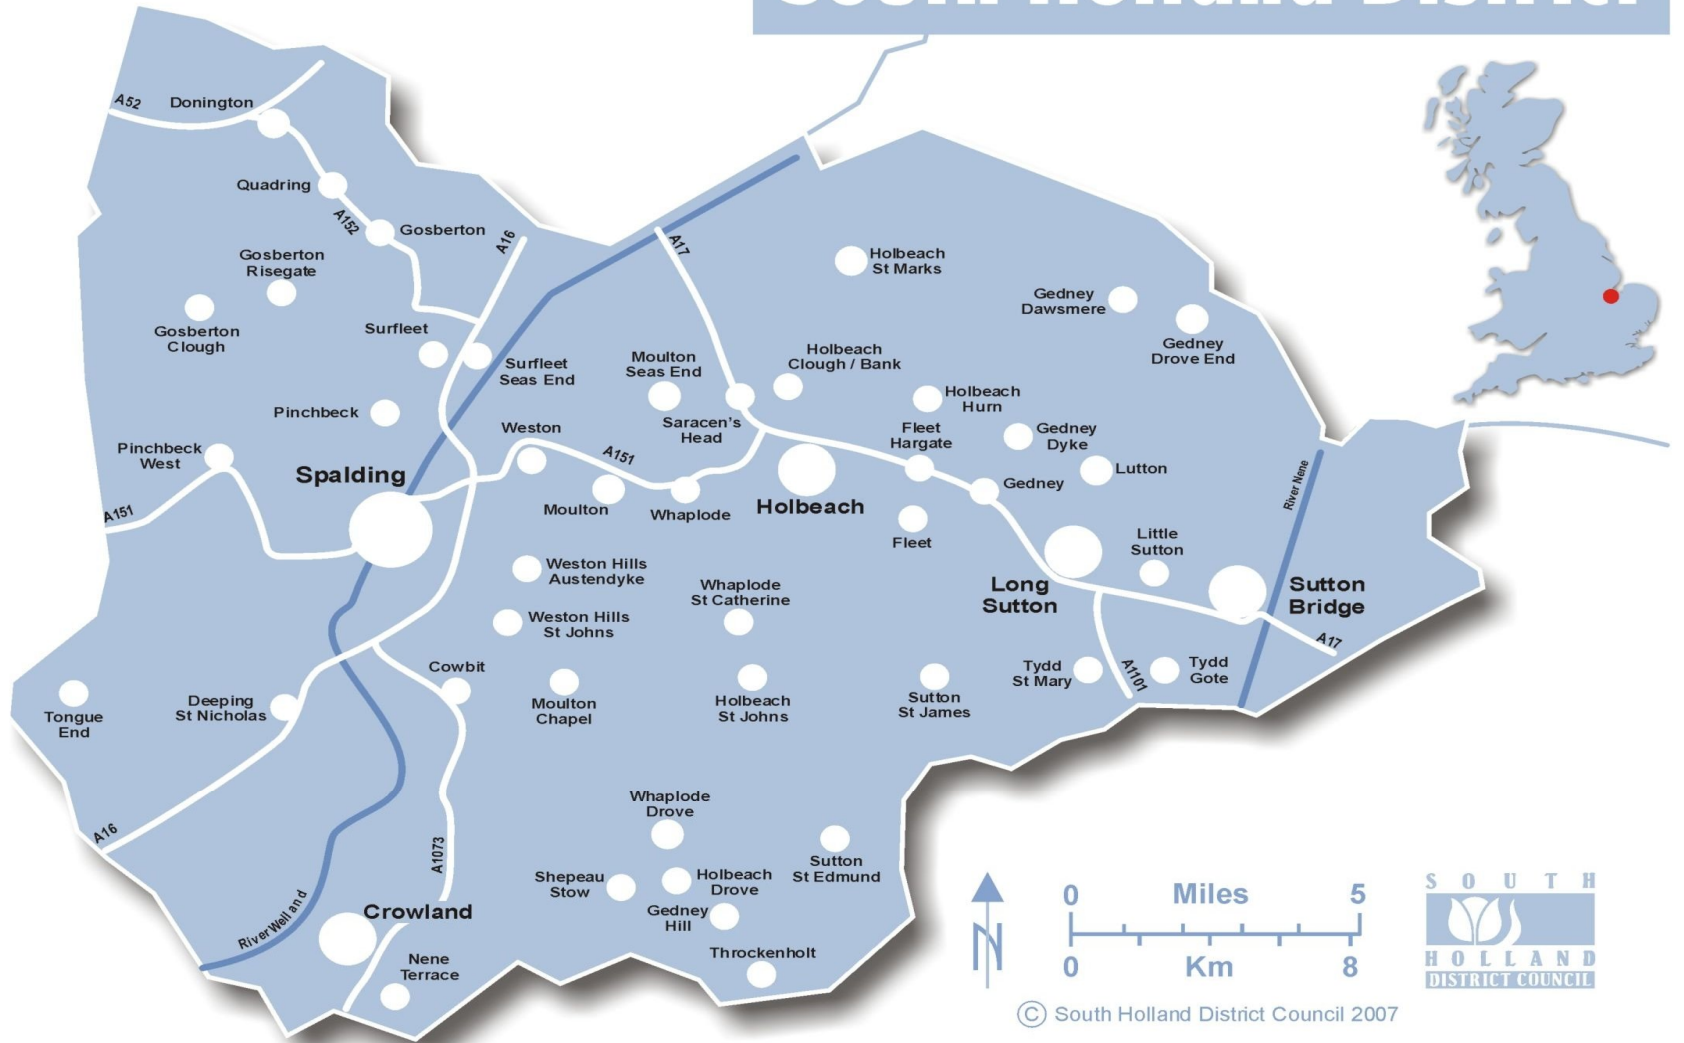 South Holland District
A52
Donington
Quadring
A152
Gosberton
A16
A17
Gosberton
Risegate
Gosberton
Clough
Surfleet
Surfleet
Seas End
Holbeach
St Marks
Gedney
Dawsmere
Gedney
Drove End
Moulton
Seas End
Holbeach
Clough / Bank
Holbeach
Hurn
Pinchbeck
Weston
Saracen's
Head
Fleet
Hargate
Gedney
Dyke
Pinchbeck
West
Spalding
A151
Lutton
Gedney
River Nene
A151
Moulton
Whaplode
Holbeach
Fleet
Little
Sutton
Weston Hills
Austendyke
Whaplode
St Catherine
Long
Sutton
Sutton
Bridge
Weston Hills
St Johns
A17
Cowbit
Tydd
St Mary
A1101
Tydd
Gote
Tongue
End
Deeping
St Nicholas
Moulton
Chapel
Holbeach
St Johns
Sutton
St James
A16
A1073
Whaplode
Drove
Sutton
St Edmund
Shepeau
Stow
Holbeach
Drove
Gedney
Hill
Crowland
River Welland
Nene
Terrace
Throckenholt
N
0 Miles 5
0 Km 8
© South Holland District Council 2007
SOUTH
HOLLAND
DISTRICT COUNCIL